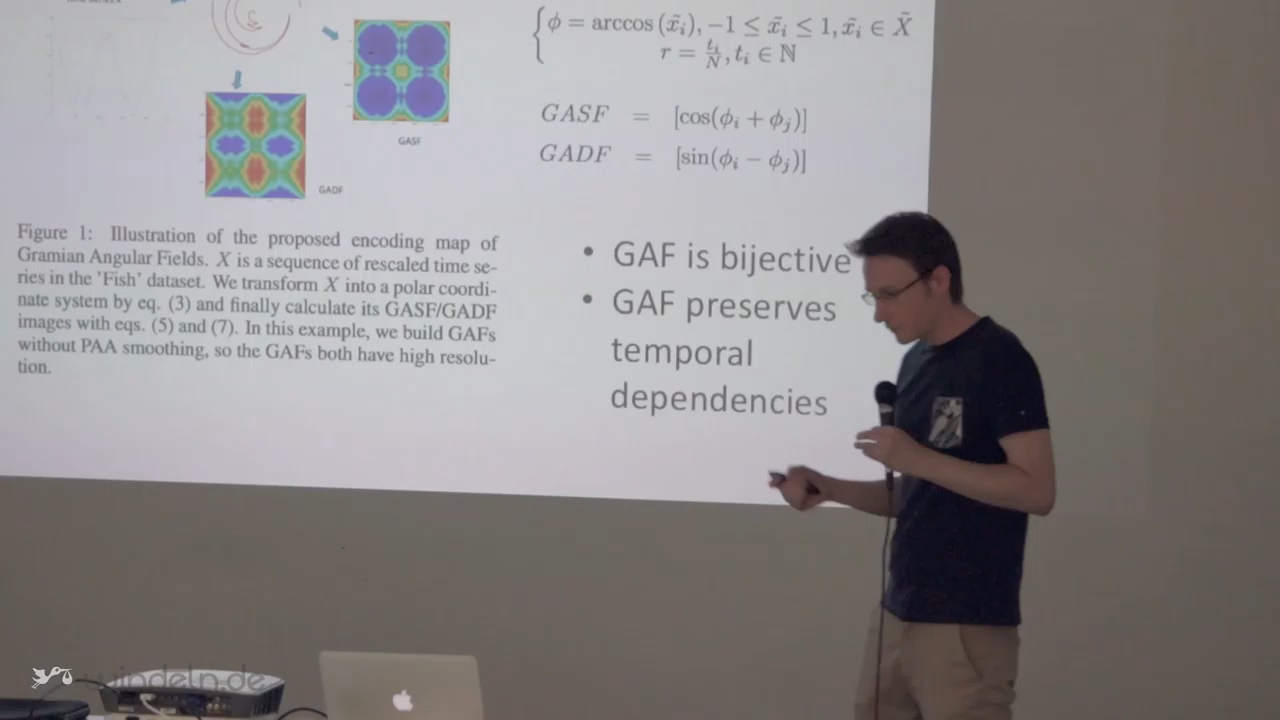 ϕ = arccos (x̃ᵢ), −1 ≤ x̃ᵢ ≤ 1, x̃ᵢ ∈ X̃
r = tᵢ/N, tᵢ ∈ ℕ
GASF = [cos(ϕᵢ + ϕⱼ)]
GADF = [sin(ϕᵢ − ϕⱼ)]
GASF
GADF
Figure 1: Illustration of the proposed encoding map of
Gramian Angular Fields. X is a sequence of rescaled time se-
ries in the 'Fish' dataset. We transform X into a polar coordi-
nate system by eq. (3) and finally calculate its GASF/GADF
images with eqs. (5) and (7). In this example, we build GAFs
without PAA smoothing, so the GAFs both have high resolu-
tion.
• GAF is bijective
• GAF preserves
temporal
dependencies
windeln.de